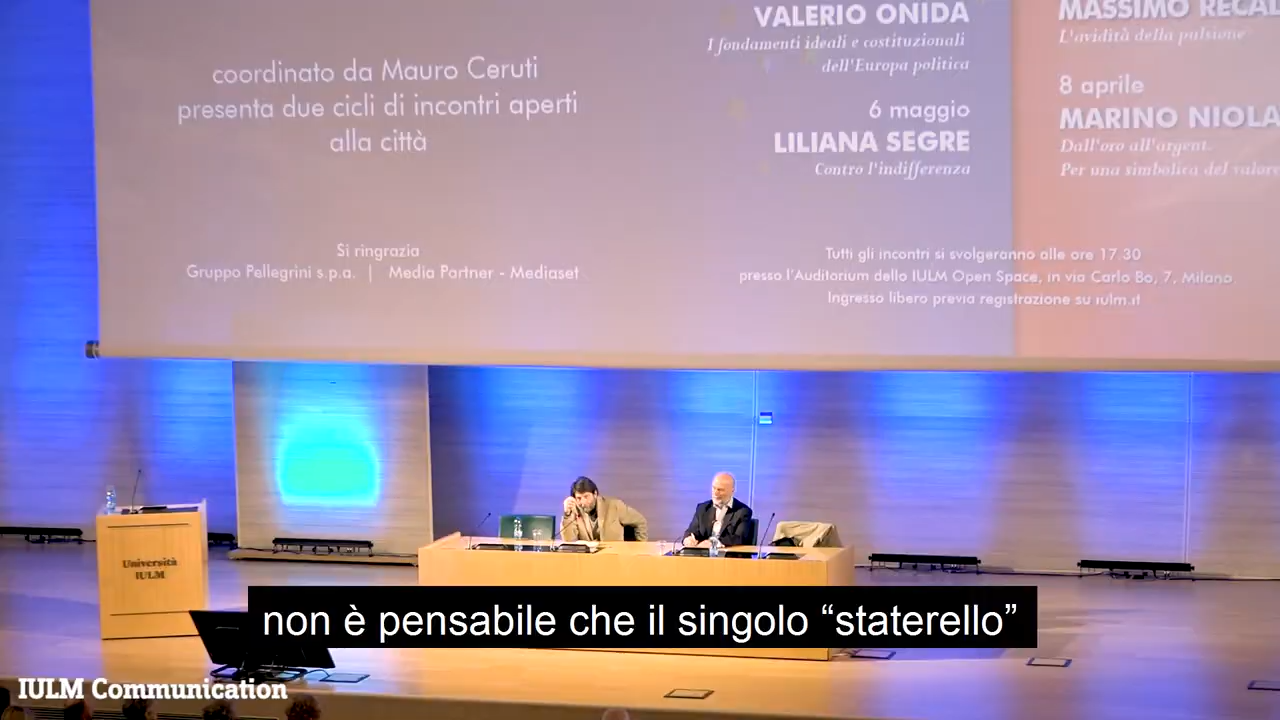 coordinato da Mauro Ceruti
presenta due cicli di incontri aperti
alla città
Si ringrazia
Gruppo Pellegrini s.p.a. | Media Partner - Mediaset
VALERIO ONIDA
I fondamenti ideali e costituzionali
dell'Europa politica
6 maggio
LILIANA SEGRE
Contro l'indifferenza
MASSIMO RECAL
L'avidità della pulsione
8 aprile
MARINO NIOLA
Dall'oro all'argent.
Per una simbolica del valore
Tutti gli incontri si svolgeranno alle ore 17.30
presso l'Auditorium dello IULM Open Space, in via Carlo Bo, 7, Milano.
Ingresso libero previa registrazione su iulm.it
Università
IULM
non è pensabile che il singolo “staterello”
IULM Communication